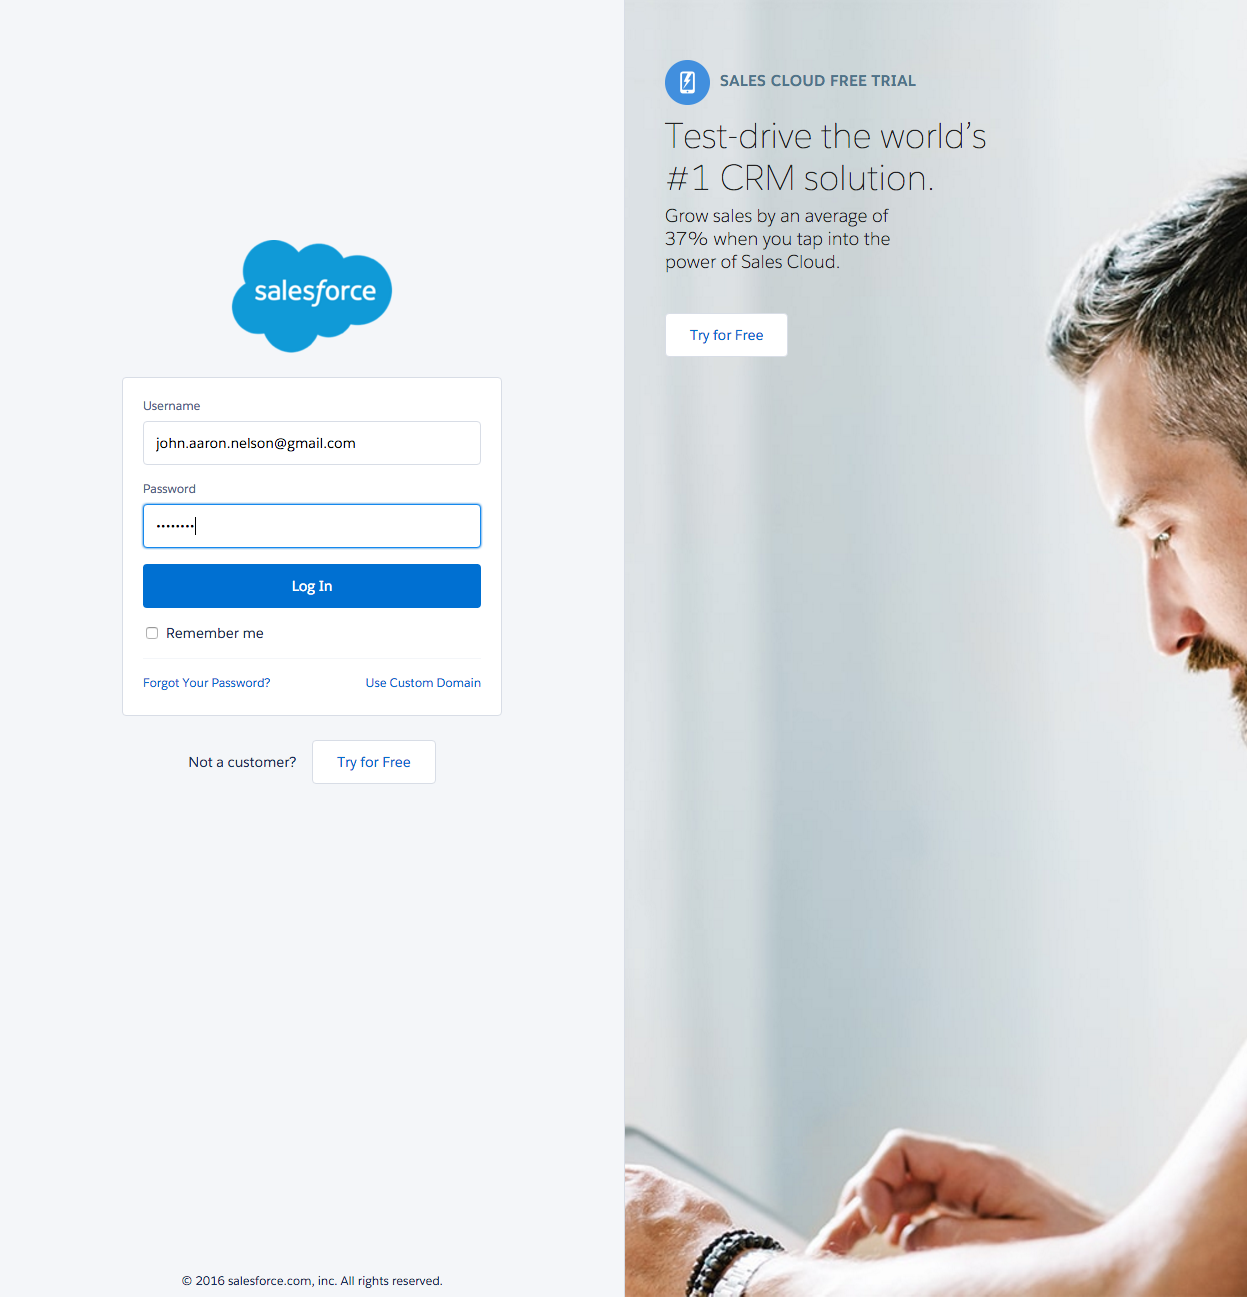 salesforce
Username
john.aaron.nelson@gmail.com
Password
••••••••
Log In
Remember me
Forgot Your Password?
Use Custom Domain
Not a customer?
Try for Free
© 2016 salesforce.com, inc. All rights reserved.
SALES CLOUD FREE TRIAL
Test-drive the world’s
#1 CRM solution.
Grow sales by an average of
37% when you tap into the
power of Sales Cloud.
Try for Free